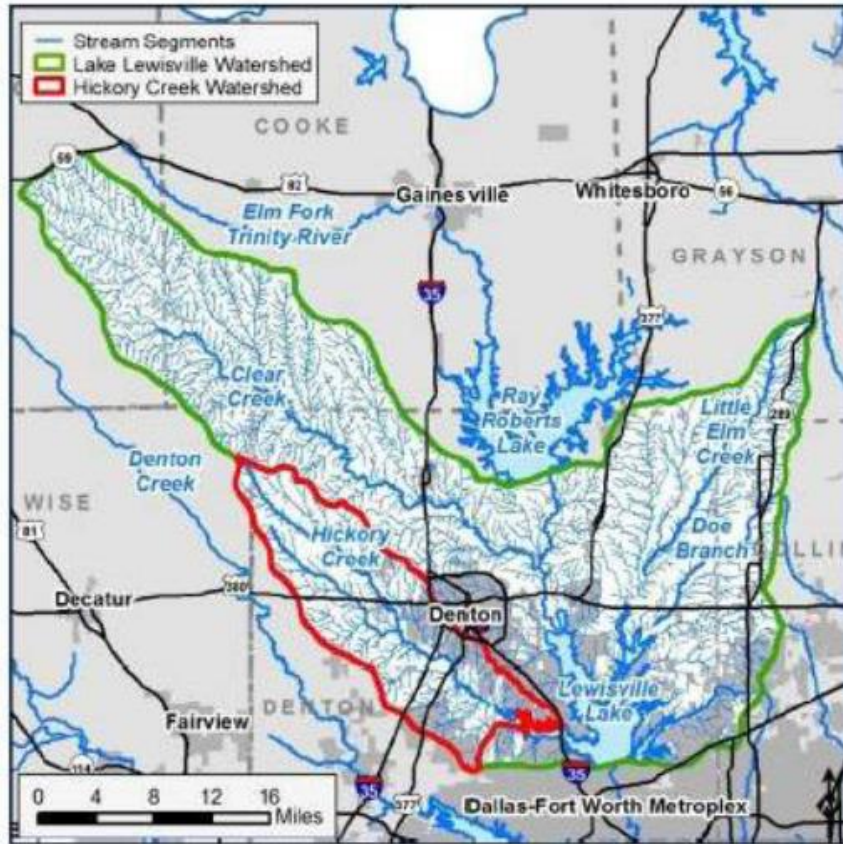 Stream Segments
Lake Lewisville Watershed
Hickory Creek Watershed
COOKE
59
82
Gainesville
Whitesboro
56
Elm Fork
Trinity River
GRAYSON
35
377
Clear
Creek
Ray
Roberts
Lake
Little
Elm
Creek
289
Denton
Creek
WISE
81
Hickory
Creek
Doe
Branch
COLLIN
Decatur
380
Denton
Lewisville
Lake
Fairview
DENTON
114
35
377
35
Dallas-Fort Worth Metroplex
0 4 8 12 16
Miles